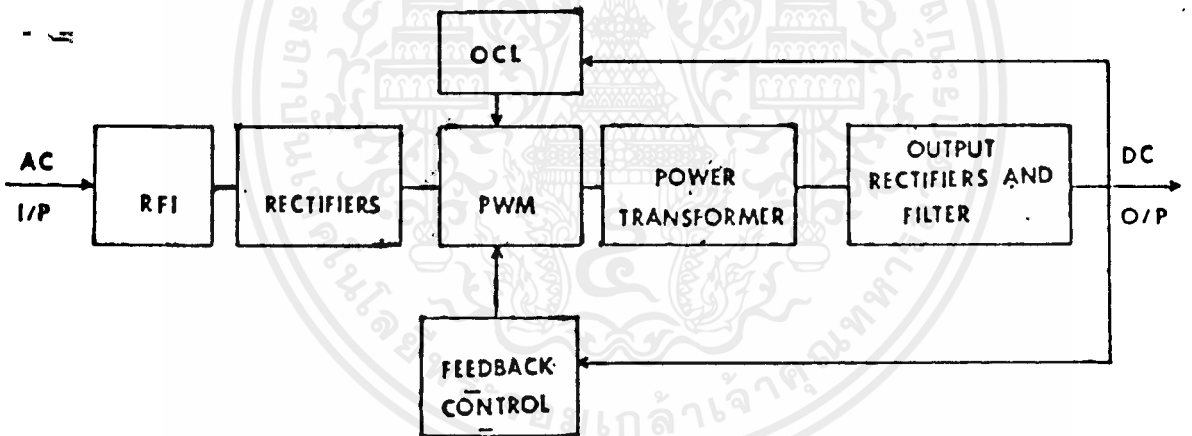 OCL
AC
I/P
RFI
RECTIFIERS
PWM
POWER
TRANSFORMER
OUTPUT
RECTIFIERS AND
FILTER
DC
O/P
FEEDBACK
CONTROL